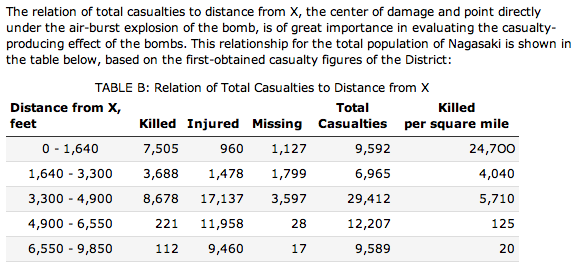 The relation of total casualties to distance from X, the center of damage and point directly
under the air-burst explosion of the bomb, is of great importance in evaluating the casualty-
producing effect of the bombs. This relationship for the total population of Nagasaki is shown in
the table below, based on the first-obtained casualty figures of the District:
TABLE B: Relation of Total Casualties to Distance from X
Distance from X, Total Killed
feet Killed Injured Missing Casualties per square mile
0 - 1,640 7,505 960 1,127 9,592 24,7OO
1,640 - 3,300 3,688 1,478 1,799 6,965 4,040
3,300 - 4,900 8,678 17,137 3,597 29,412 5,710
4,900 - 6,550 221 11,958 28 12,207 125
6,550 - 9,850 112 9,460 17 9,589 20